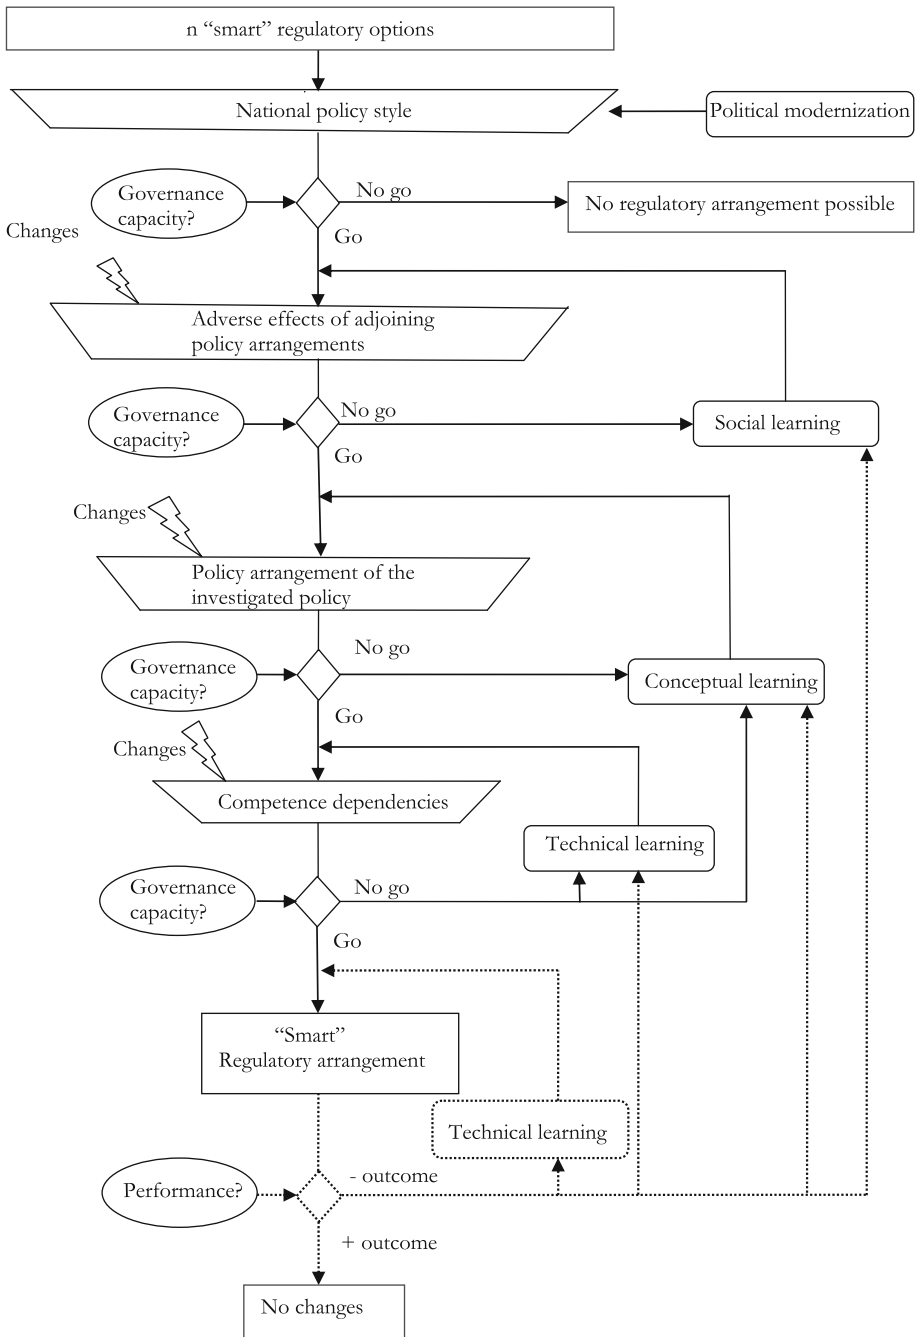 n “smart” regulatory options
National policy style
Political modernization
Governance
capacity?
No go
No regulatory arrangement possible
Changes
Go
Adverse effects of adjoining
policy arrangements
Governance
capacity?
No go
Social learning
Go
Changes
Policy arrangement of the
investigated policy
No go
Governance
capacity?
Conceptual learning
Go
Changes
Competence dependencies
Technical learning
Governance
capacity?
No go
Go
“Smart”
Regulatory arrangement
Technical learning
Performance?
- outcome
+ outcome
No changes